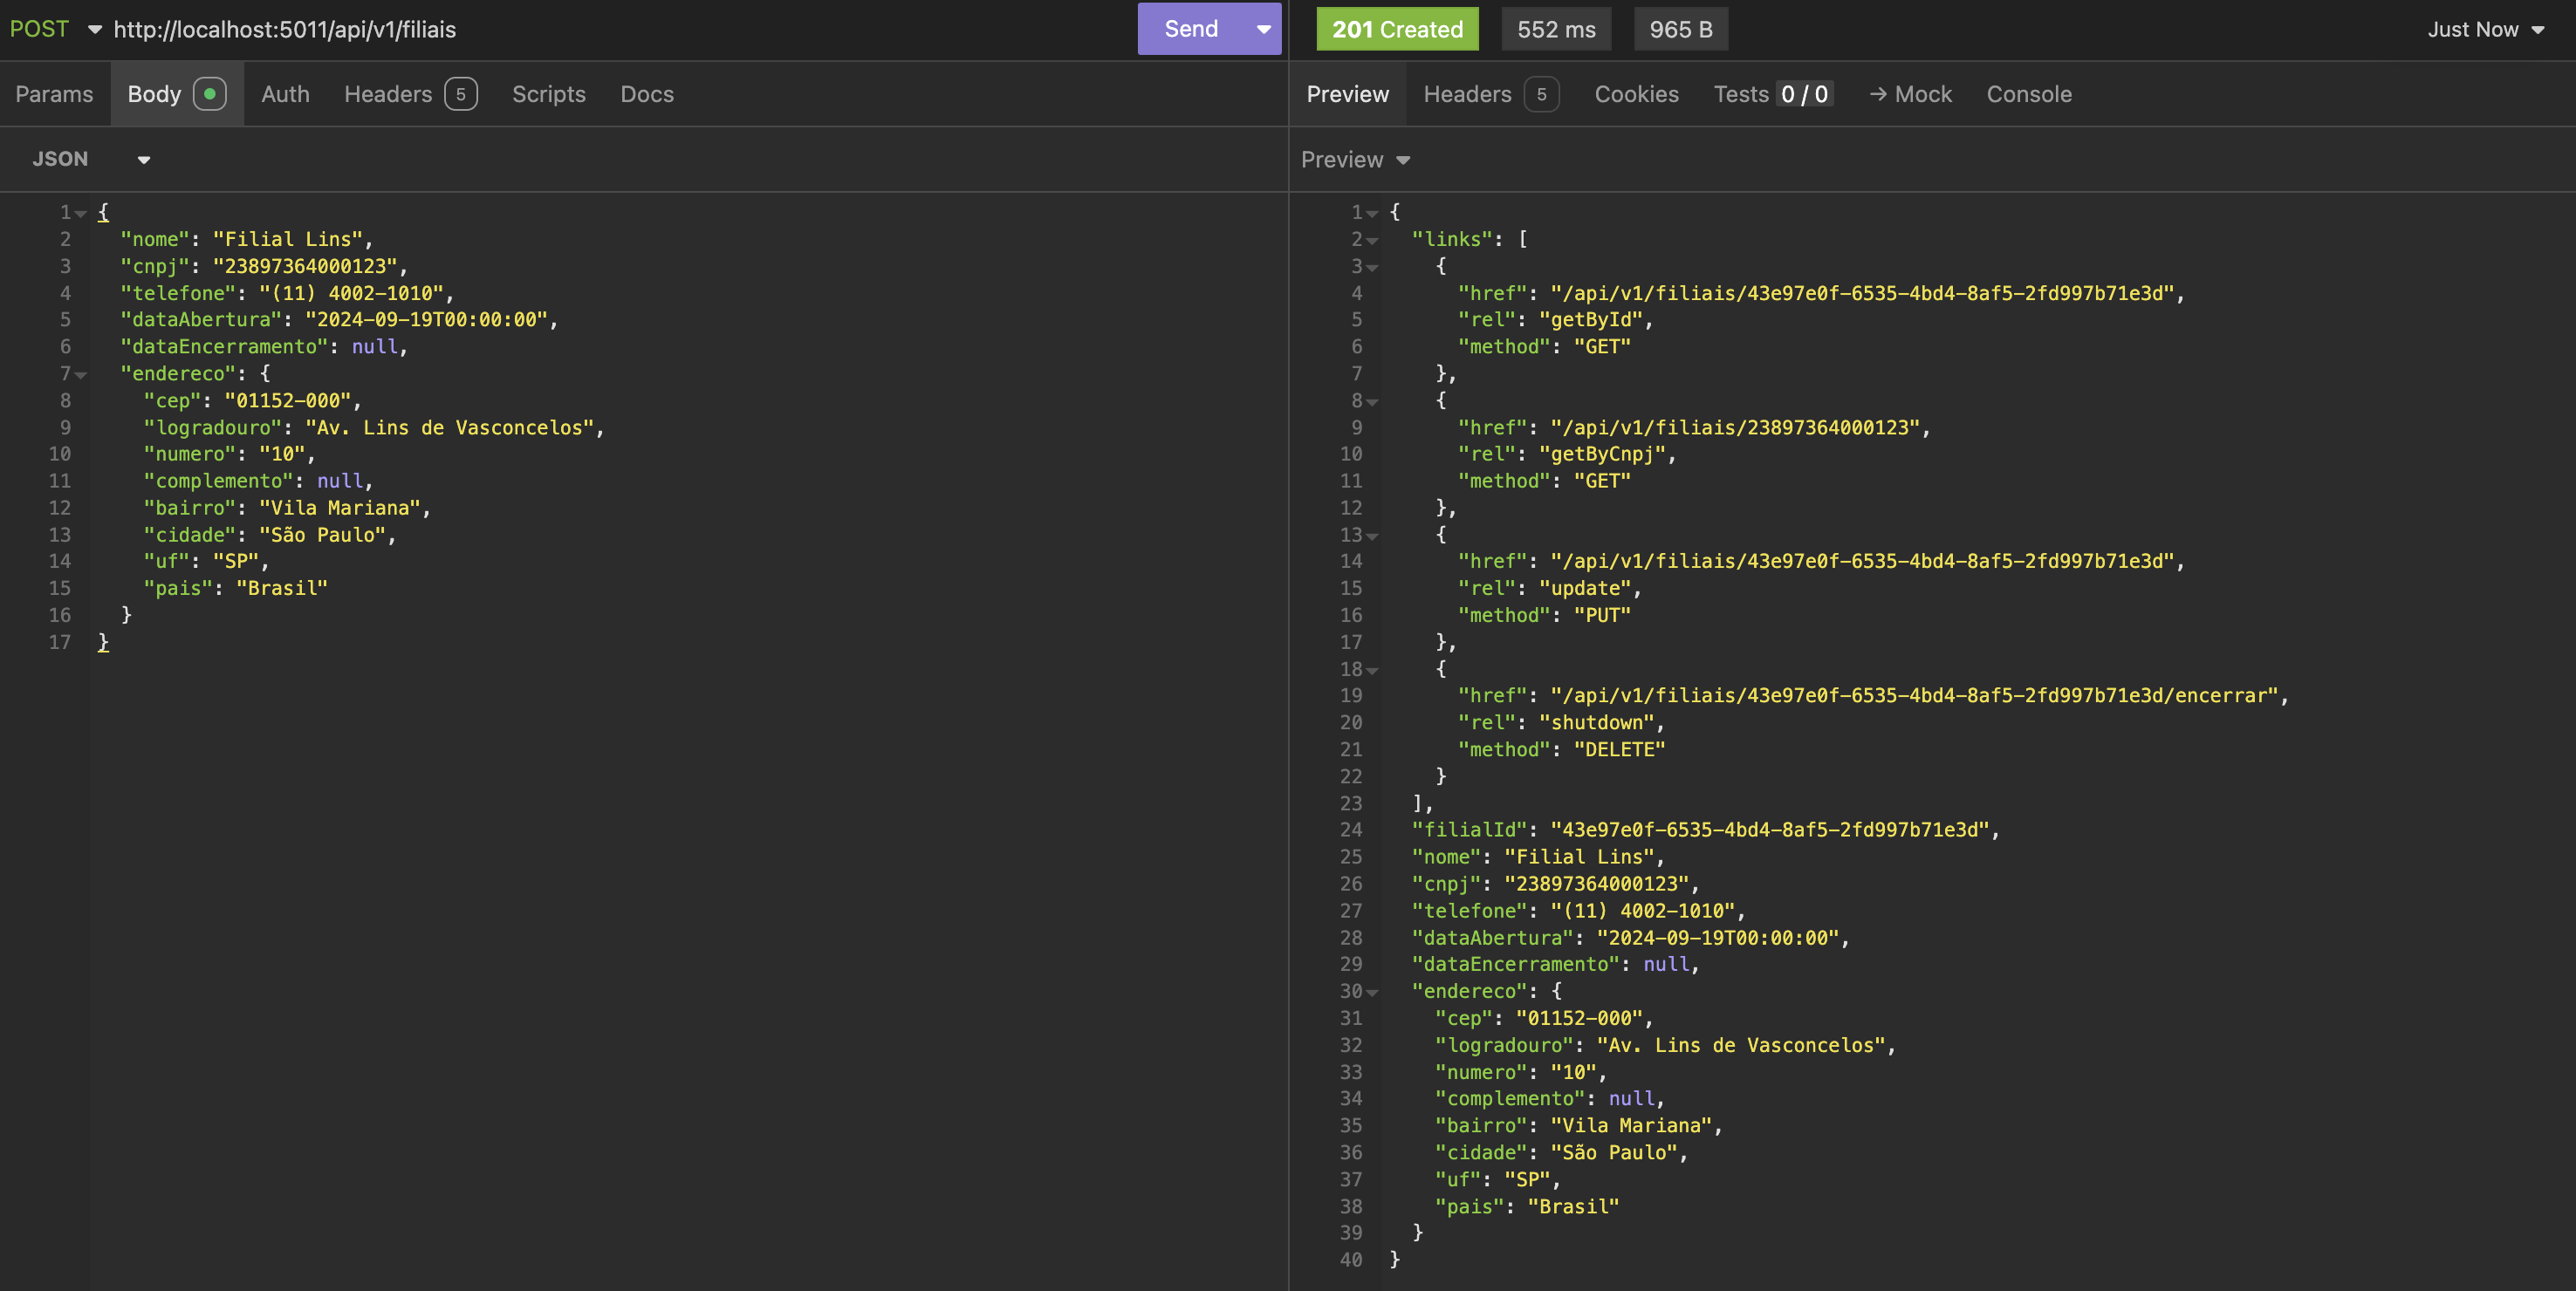 POST http://localhost:5011/api/v1/filiais Send
Params Body Auth Headers 5 Scripts Docs
JSON
1 {
2 "nome": "Filial Lins",
3 "cnpj": "23897364000123",
4 "telefone": "(11) 4002-1010",
5 "dataAbertura": "2024-09-19T00:00:00",
6 "dataEncerramento": null,
7 "endereco": {
8 "cep": "01152-000",
9 "logradouro": "Av. Lins de Vasconcelos",
10 "numero": "10",
11 "complemento": null,
12 "bairro": "Vila Mariana",
13 "cidade": "São Paulo",
14 "uf": "SP",
15 "pais": "Brasil"
16 }
17 }
201 Created 552 ms 965 B Just Now
Preview Headers 5 Cookies Tests 0 / 0 → Mock Console
Preview
1 {
2 "links": [
3 {
4 "href": "/api/v1/filiais/43e97e0f-6535-4bd4-8af5-2fd997b71e3d",
5 "rel": "getById",
6 "method": "GET"
7 },
8 {
9 "href": "/api/v1/filiais/23897364000123",
10 "rel": "getByCnpj",
11 "method": "GET"
12 },
13 {
14 "href": "/api/v1/filiais/43e97e0f-6535-4bd4-8af5-2fd997b71e3d",
15 "rel": "update",
16 "method": "PUT"
17 },
18 {
19 "href": "/api/v1/filiais/43e97e0f-6535-4bd4-8af5-2fd997b71e3d/encerrar",
20 "rel": "shutdown",
21 "method": "DELETE"
22 }
23 ],
24 "filialId": "43e97e0f-6535-4bd4-8af5-2fd997b71e3d",
25 "nome": "Filial Lins",
26 "cnpj": "23897364000123",
27 "telefone": "(11) 4002-1010",
28 "dataAbertura": "2024-09-19T00:00:00",
29 "dataEncerramento": null,
30 "endereco": {
31 "cep": "01152-000",
32 "logradouro": "Av. Lins de Vasconcelos",
33 "numero": "10",
34 "complemento": null,
35 "bairro": "Vila Mariana",
36 "cidade": "São Paulo",
37 "uf": "SP",
38 "pais": "Brasil"
39 }
40 }